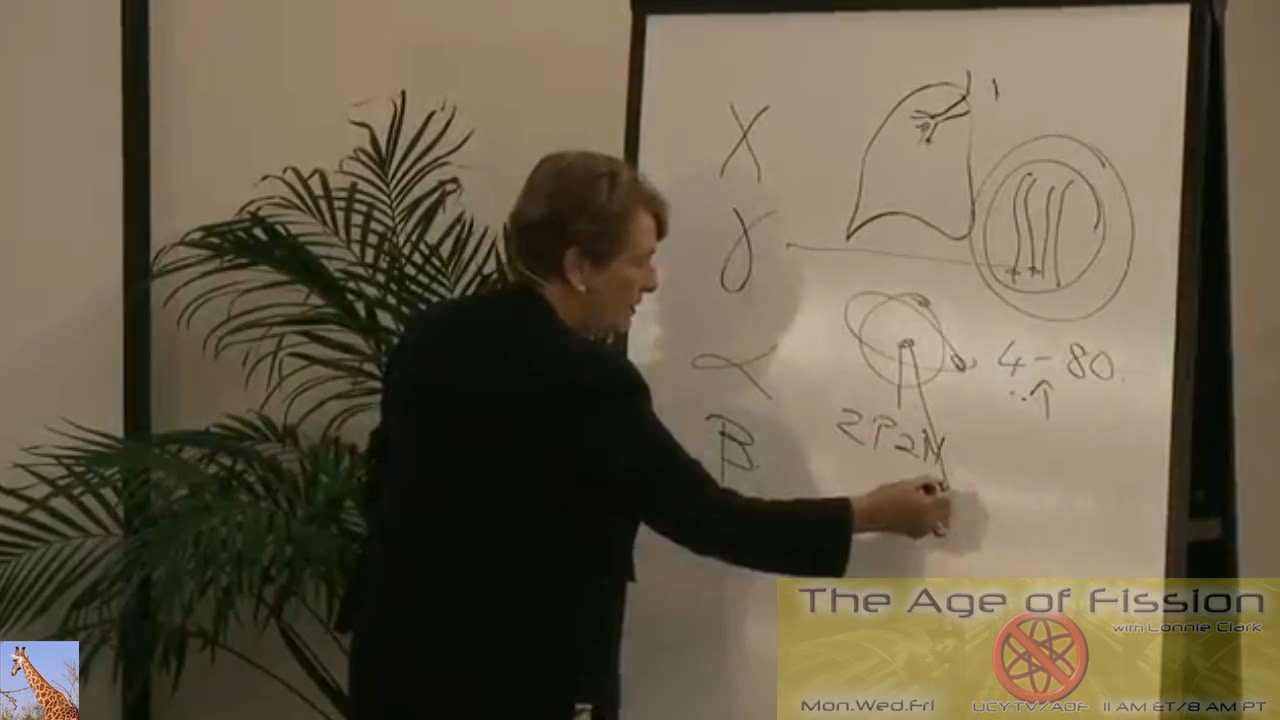 X
γ
α
β
4-80
2P2N
The Age of Fission
with Lonnie Clark
Mon.Wed.Fri UCY.TV/AOF 11 AM ET/8 AM PT